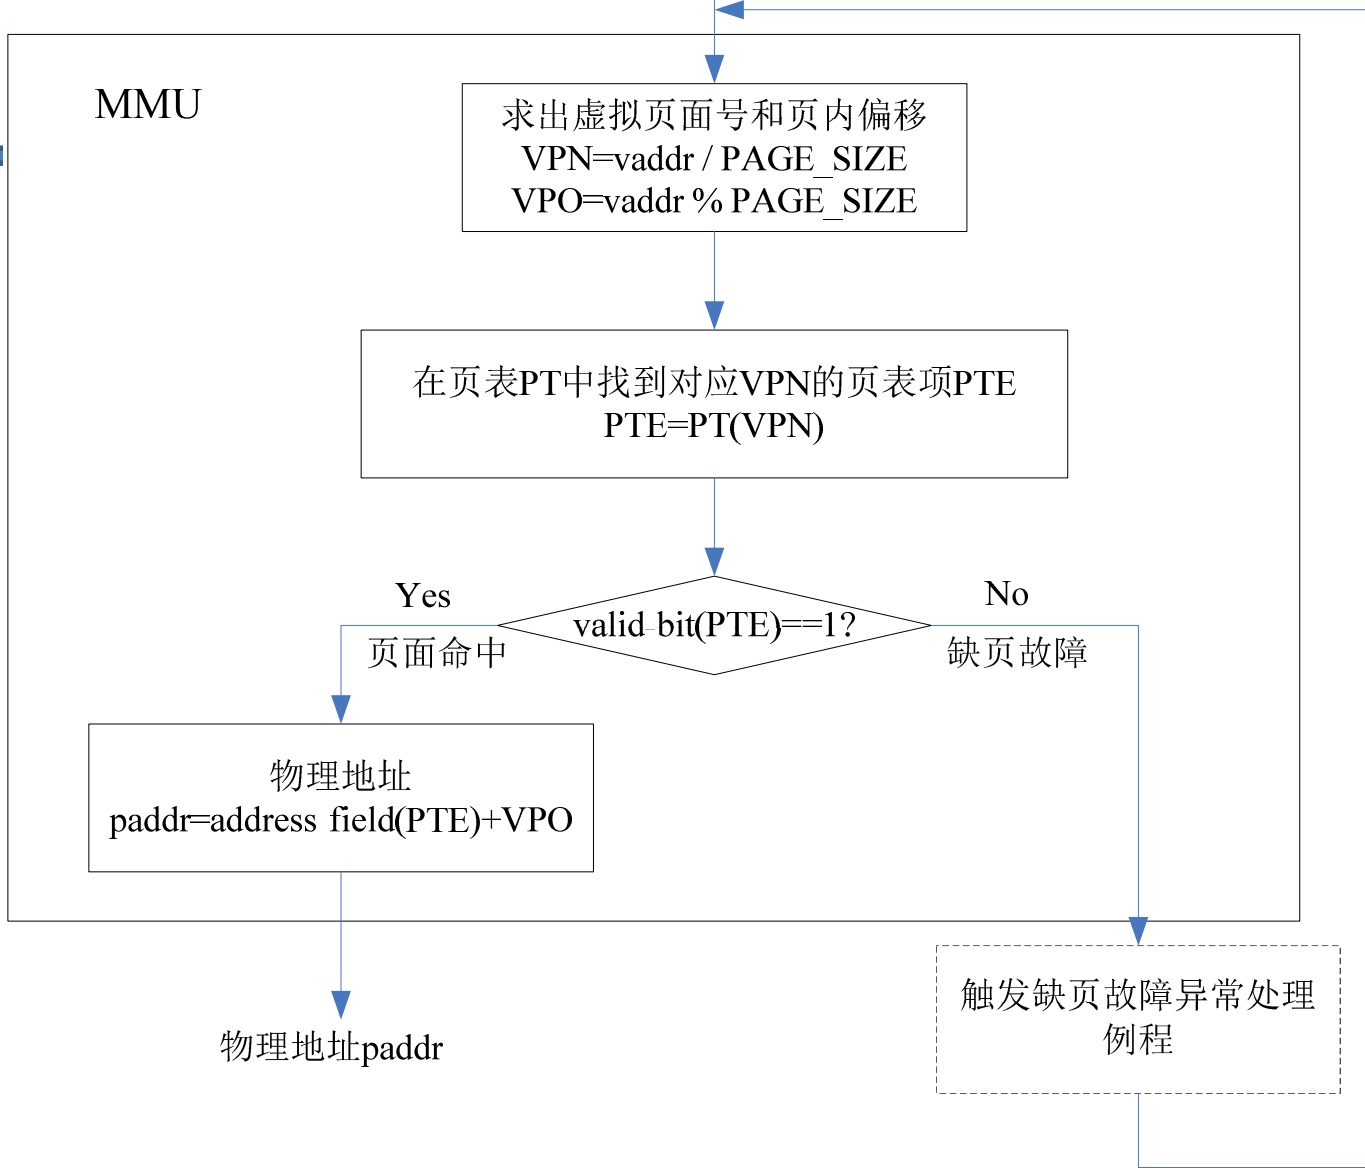 MMU
求出虚拟页面号和页内偏移
VPN=vaddr / PAGE_SIZE
VPO=vaddr % PAGE_SIZE
在页表PT中找到对应VPN的页表项PTE
PTE=PT(VPN)
Yes
No
valid-bit(PTE)==1?
页面命中
缺页故障
物理地址
paddr=address field(PTE)+VPO
触发缺页故障异常处理
例程
物理地址paddr